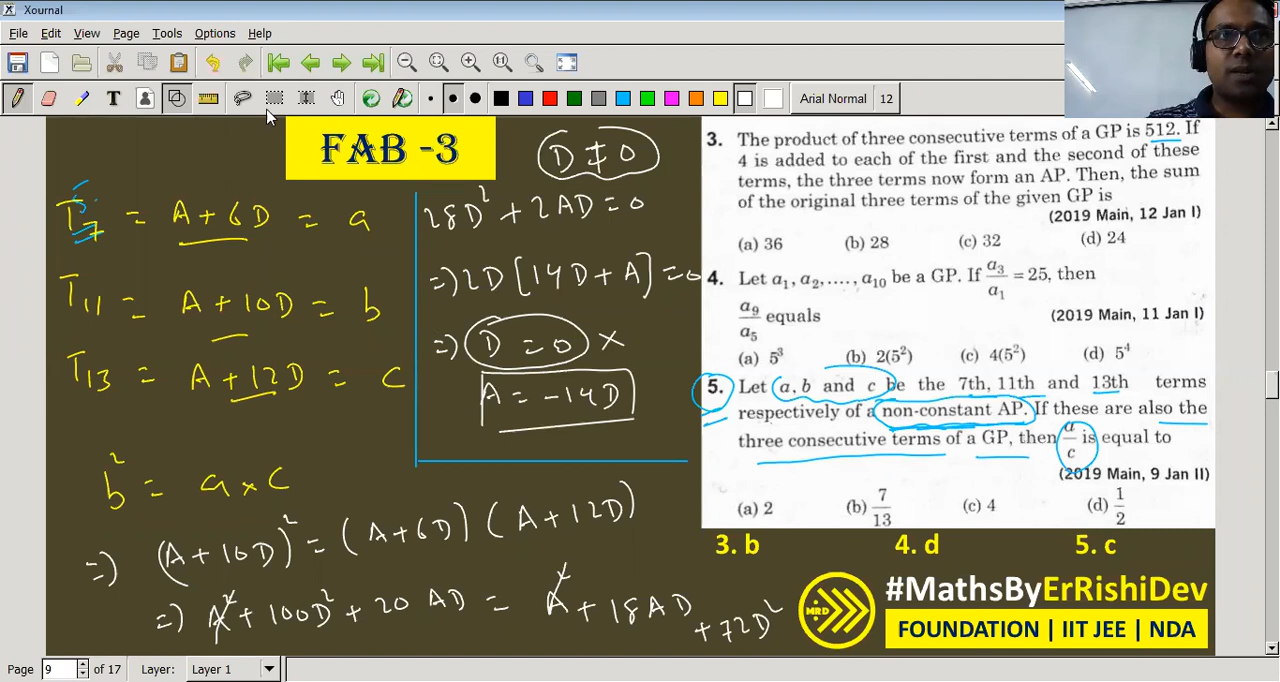 Xournal
File Edit View Page Tools Options Help
Arial Normal 12
FAB -3
D ≠ 0
T7 = A + 6D = a
T11 = A + 10D = b
T13 = A + 12D = c
b² = a × c
=) (A + 10D)² = (A + 6D) (A + 12D)
=) A² + 100D² + 20 AD = A² + 18AD + 72D²
28D² + 2AD = 0
=) 2D [14D + A] = 0
=) D = 0 ×
A = -14D
3. The product of three consecutive terms of a GP is 512. If
4 is added to each of the first and the second of these
terms, the three terms now form an AP. Then, the sum
of the original three terms of the given GP is
(2019 Main, 12 Jan I)
(a) 36 (b) 28 (c) 32 (d) 24
4. Let a₁, a₂, ...., a₁₀ be a GP. If a₃/a₁ = 25, then
a₉/a₅ equals
(2019 Main, 11 Jan I)
(a) 5³ (b) 2(5²) (c) 4(5²) (d) 5⁴
5. Let a, b and c be the 7th, 11th and 13th terms
respectively of a non-constant AP. If these are also the
three consecutive terms of a GP, then a/c is equal to
(2019 Main, 9 Jan II)
(a) 2 (b) 7/13 (c) 4 (d) 1/2
3. b 4. d 5. c
MRD
#MathsByErRishiDev
FOUNDATION | IIT JEE | NDA
Page 9 of 17 Layer: Layer 1